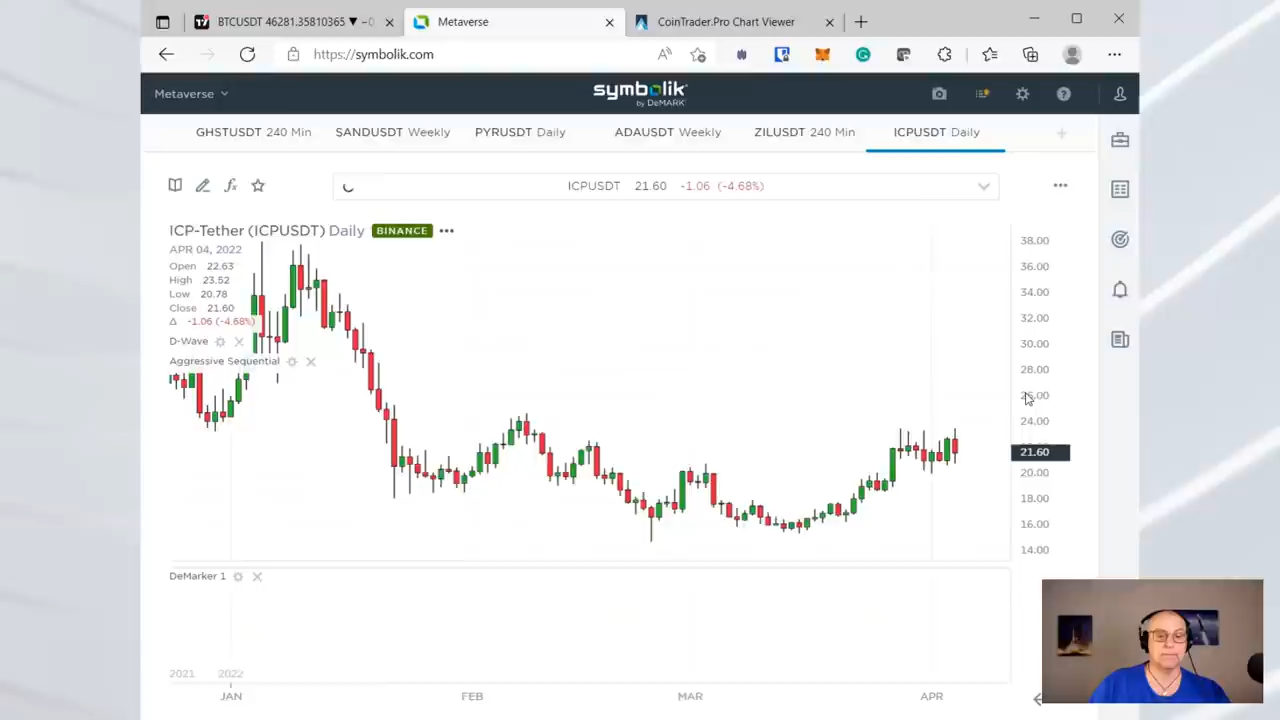 BTCUSDT 46281.35810365 ▼ −0
Metaverse
CoinTrader.Pro Chart Viewer
https://symbolik.com
Metaverse
symbolik
by DeMARK
GHSTUSDT 240 Min
SANDUSDT Weekly
PYRUSDT Daily
ADAUSDT Weekly
ZILUSDT 240 Min
ICPUSDT Daily
ICPUSDT 21.60 -1.06 (-4.68%)
ICP-Tether (ICPUSDT) Daily BINANCE
APR 04, 2022
Open 22.63
High 23.52
Low 20.78
Close 21.60
Δ -1.06 (-4.68%)
D-Wave
Aggressive Sequential
38.00
36.00
34.00
32.00
30.00
28.00
24.00
21.60
20.00
18.00
16.00
14.00
DeMarker 1
2021 2022
JAN FEB MAR APR